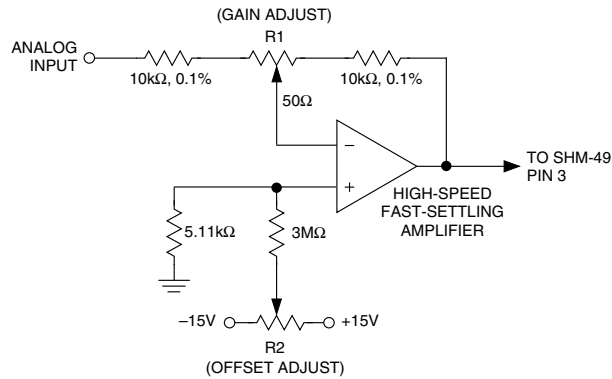 (GAIN ADJUST)
R1
ANALOG
INPUT
10kΩ, 0.1%
10kΩ, 0.1%
50Ω
−
+
TO SHM-49
PIN 3
HIGH-SPEED
FAST-SETTLING
AMPLIFIER
5.11kΩ
3MΩ
–15V
+15V
R2
(OFFSET ADJUST)